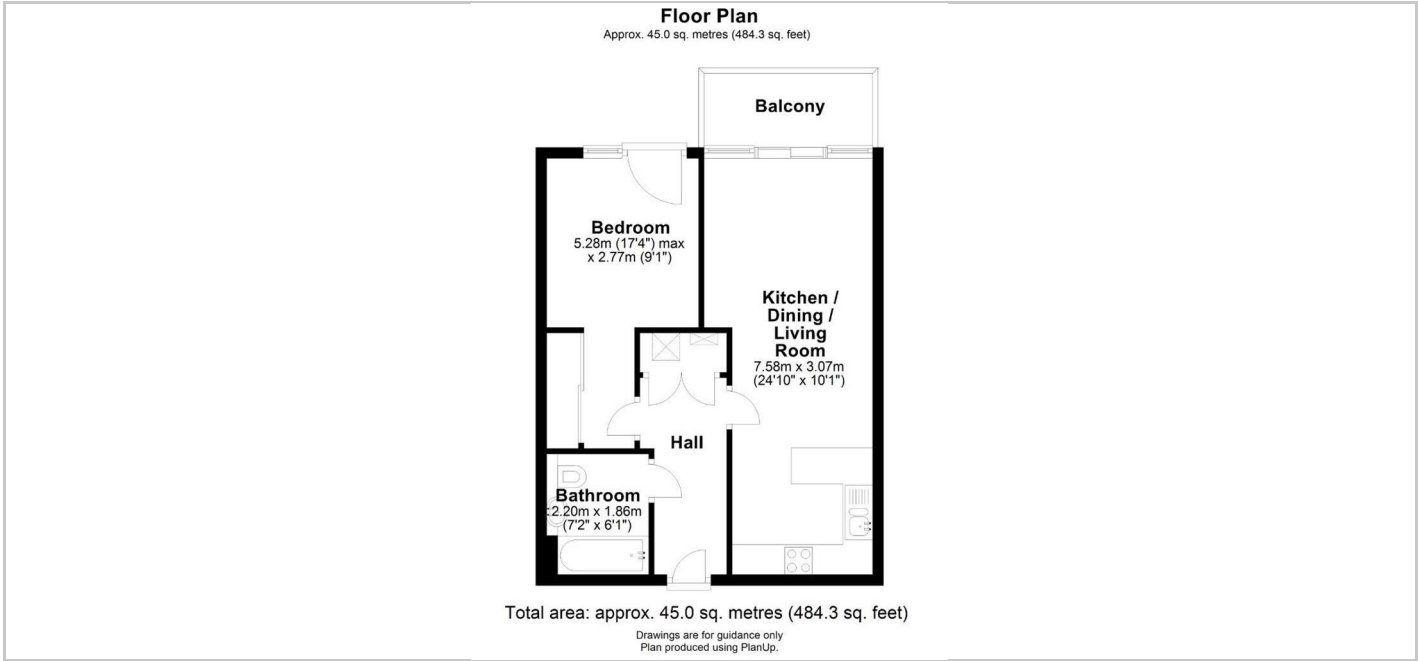 Floor Plan
Approx. 45.0 sq. metres (484.3 sq. feet)
Balcony
Bedroom
5.28m (17'4") max
x 2.77m (9'1")
Kitchen /
Dining /
Living
Room
7.58m x 3.07m
(24'10" x 10'1")
Hall
Bathroom
2.20m x 1.86m
(7'2" x 6'1")
Total area: approx. 45.0 sq. metres (484.3 sq. feet)
Drawings are for guidance only
Plan produced using PlanUp.